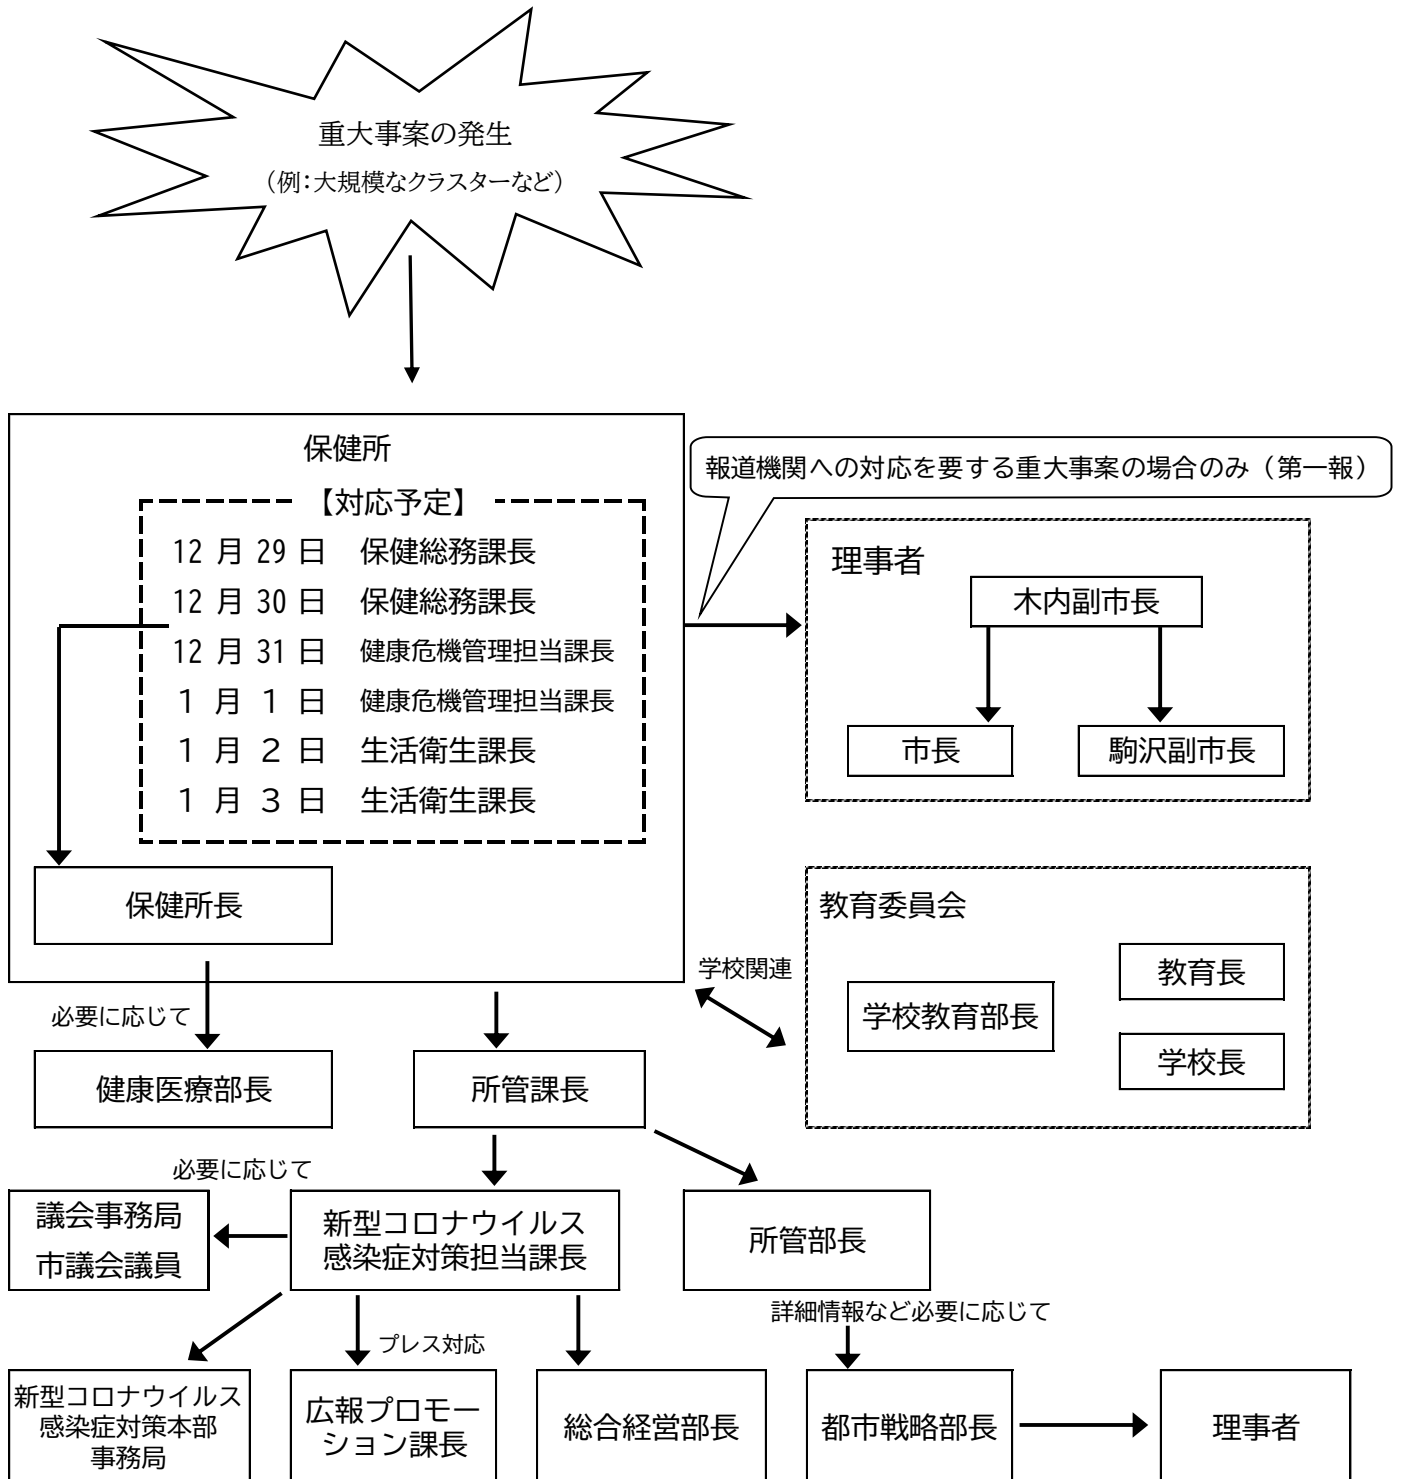 重大事案の発生
（例：大規模なクラスターなど）
保健所
報道機関への対応を要する重大事案の場合のみ（第一報）
【対応予定】
12 月 29 日 保健総務課長
12 月 30 日 保健総務課長
12 月 31 日 健康危機管理担当課長
１ 月 １ 日 健康危機管理担当課長
１ 月 ２ 日 生活衛生課長
１ 月 ３ 日 生活衛生課長
理事者
木内副市長
市長
駒沢副市長
保健所長
教育委員会
学校関連
教育長
学校教育部長
学校長
必要に応じて
健康医療部長
所管課長
必要に応じて
議会事務局
市議会議員
新型コロナウイルス
感染症対策担当課長
所管部長
詳細情報など必要に応じて
プレス対応
新型コロナウイルス
感染症対策本部
事務局
広報プロモー
ション課長
総合経営部長
都市戦略部長
理事者